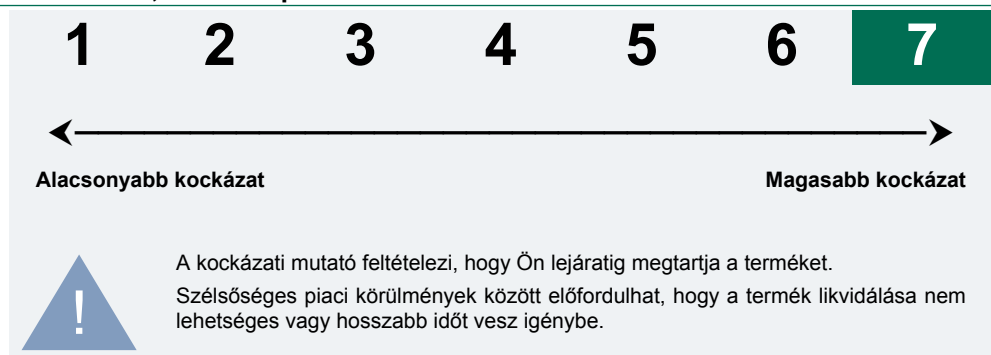 1 2 3 4 5 6 7
Alacsonyabb kockázat Magasabb kockázat
A kockázati mutató feltételezi, hogy Ön lejáratig megtartja a terméket.
Szélsőséges piaci körülmények között előfordulhat, hogy a termék likvidálása nem
lehetséges vagy hosszabb időt vesz igénybe.
!